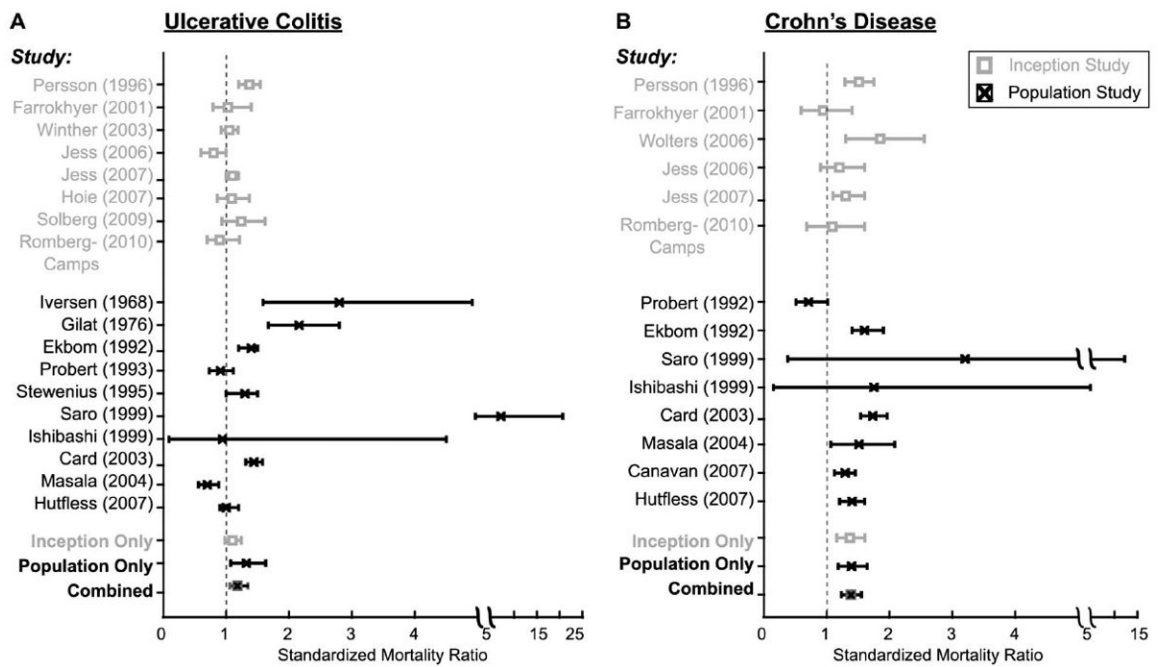 A
Ulcerative Colitis
Study:
Persson (1996)
Farrokhyer (2001)
Winther (2003)
Jess (2006)
Jess (2007)
Hoie (2007)
Solberg (2009)
Romberg- (2010)
Camps
Iversen (1968)
Gilat (1976)
Ekbom (1992)
Probert (1993)
Stewenius (1995)
Saro (1999)
Ishibashi (1999)
Card (2003)
Masala (2004)
Hutfless (2007)
Inception Only
Population Only
Combined
0 1 2 3 4 5 15 25
Standardized Mortality Ratio
B
Crohn's Disease
Study:
Inception Study
Population Study
Persson (1996)
Farrokhyer (2001)
Wolters (2006)
Jess (2006)
Jess (2007)
Romberg- (2010)
Camps
Probert (1992)
Ekbom (1992)
Saro (1999)
Ishibashi (1999)
Card (2003)
Masala (2004)
Canavan (2007)
Hutfless (2007)
Inception Only
Population Only
Combined
0 1 2 3 4 5 15
Standardized Mortality Ratio